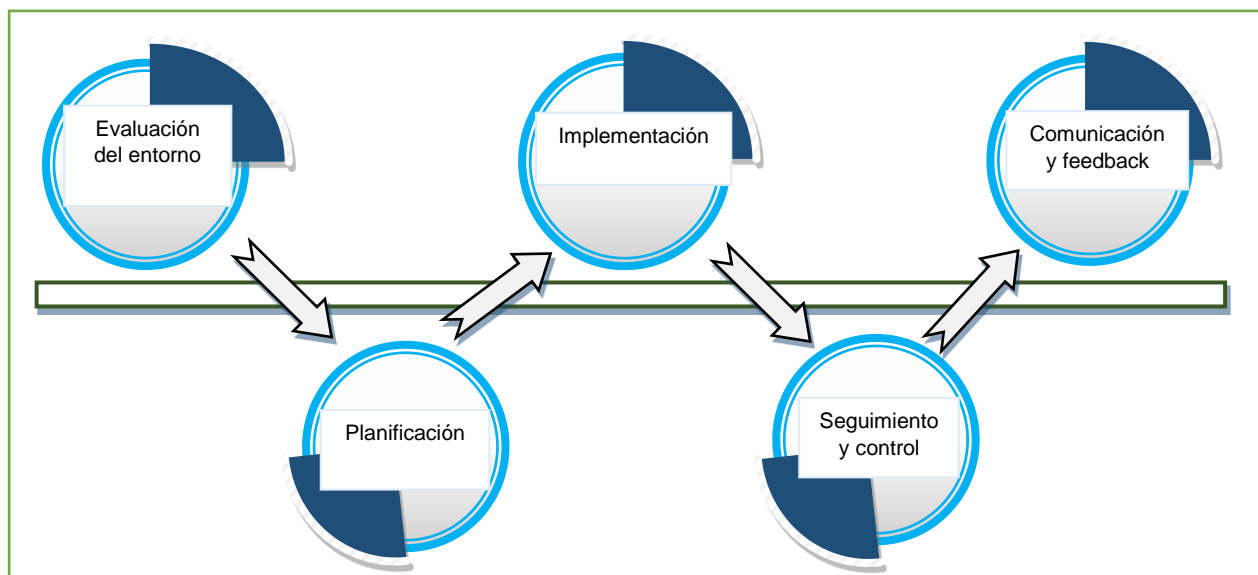 Evaluación
del entorno
Planificación
Implementación
Seguimiento
y control
Comunicación
y feedback